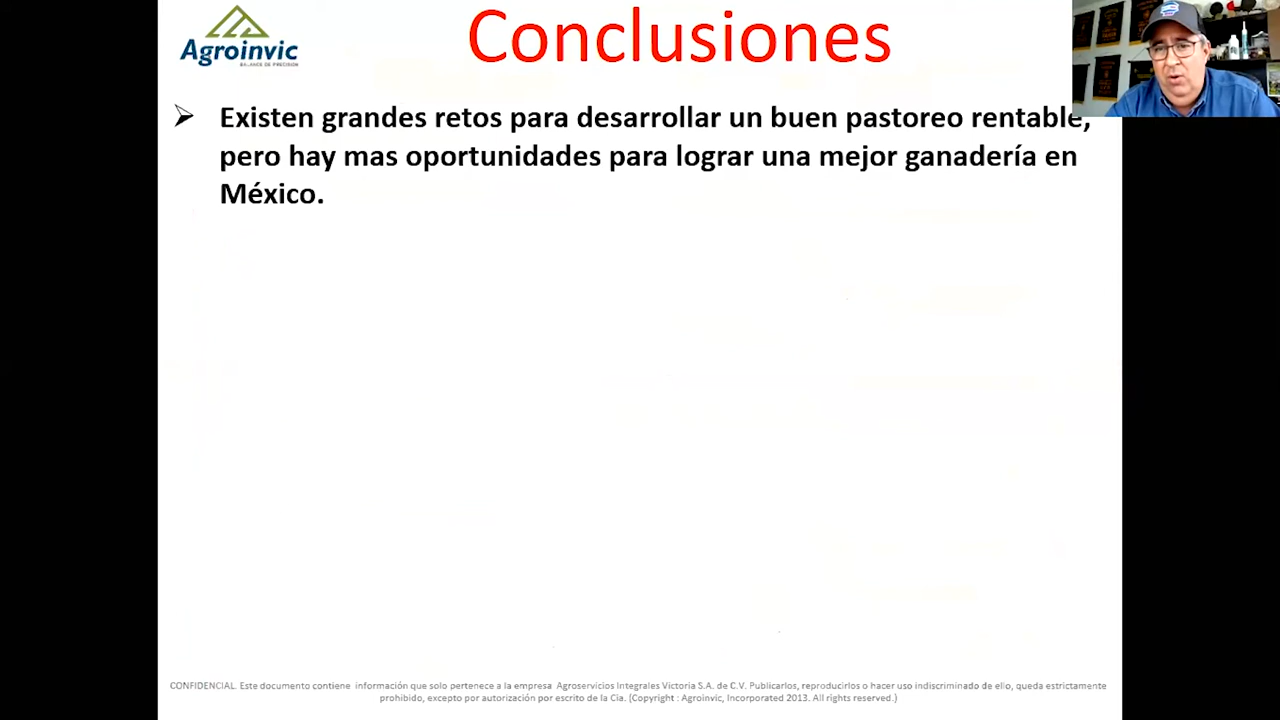 Agroinvic
BALANCE DE PRECISION
Conclusiones
Existen grandes retos para desarrollar un buen pastoreo rentable,
pero hay mas oportunidades para lograr una mejor ganadería en
México.
CONFIDENCIAL. Este documento contiene información que solo pertenece a la empresa Agroservicios Integrales Victoria S.A. de C.V. Publicarlos, reproducirlos o hacer uso indiscriminado de ello, queda estrictamente
prohibido, excepto por autorización por escrito de la Cía. (Copyright : Agroinvic, Incorporated 2013. All rights reserved.)